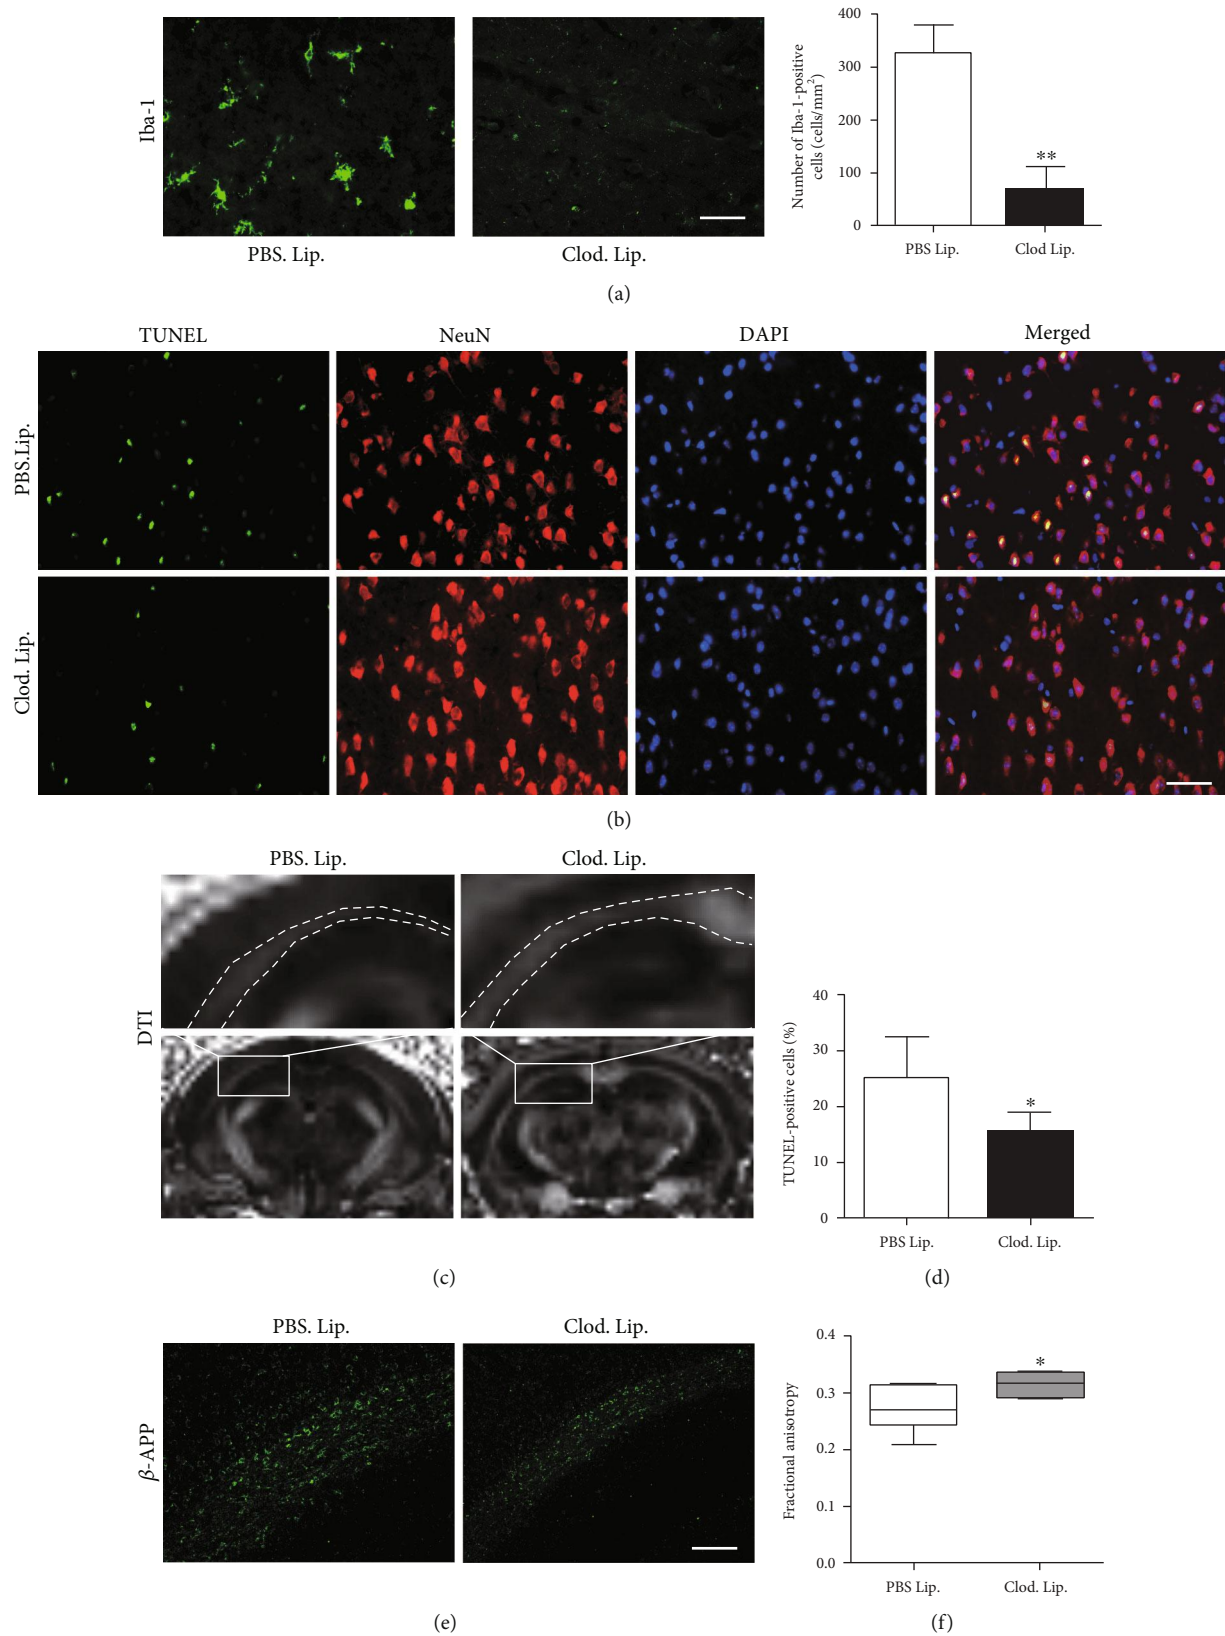 Iba-1
PBS. Lip.
Clod. Lip.
Number of Iba-1-positive
cells (cells/mm²)
400
300
200
100
0
**
PBS Lip.
Clod Lip.
(a)
TUNEL
NeuN
DAPI
Merged
PBS.Lip.
Clod. Lip.
(b)
PBS. Lip.
Clod. Lip.
DTI
(c)
TUNEL-positive cells (%)
40
30
20
10
0
*
PBS Lip.
Clod. Lip.
(d)
PBS. Lip.
Clod. Lip.
β-APP
(e)
Fractional anisotropy
0.4
0.3
0.2
0.1
0.0
*
PBS Lip.
Clod. Lip.
(f)